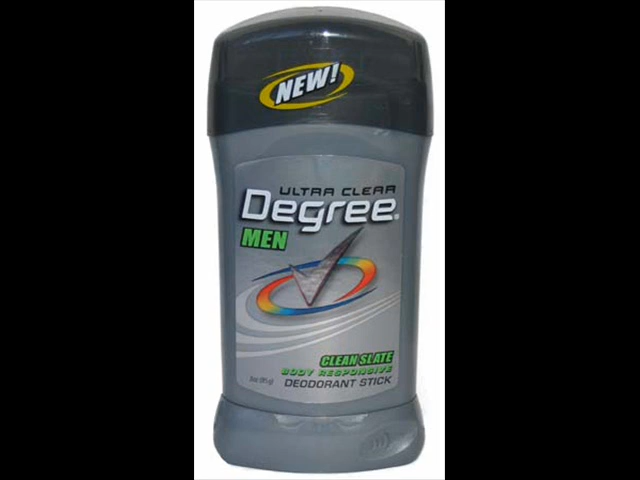 NEW!
ULTRA CLEAR
Degree®
MEN
CLEAN SLATE
BODY RESPONSIVE
DEODORANT STICK